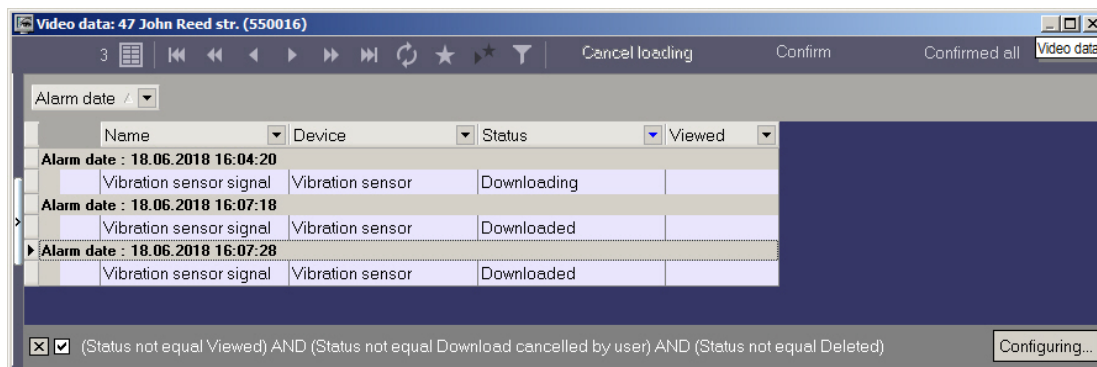 Video data: 47 John Reed str. (550016)
3 Cancel loading Confirm Confirmed all Video data
Alarm date
Name Device Status Viewed
Alarm date : 18.06.2018 16:04:20
Vibration sensor signal Vibration sensor Downloading
Alarm date : 18.06.2018 16:07:18
Vibration sensor signal Vibration sensor Downloaded
Alarm date : 18.06.2018 16:07:28
Vibration sensor signal Vibration sensor Downloaded
(Status not equal Viewed) AND (Status not equal Download cancelled by user) AND (Status not equal Deleted) Configuring...